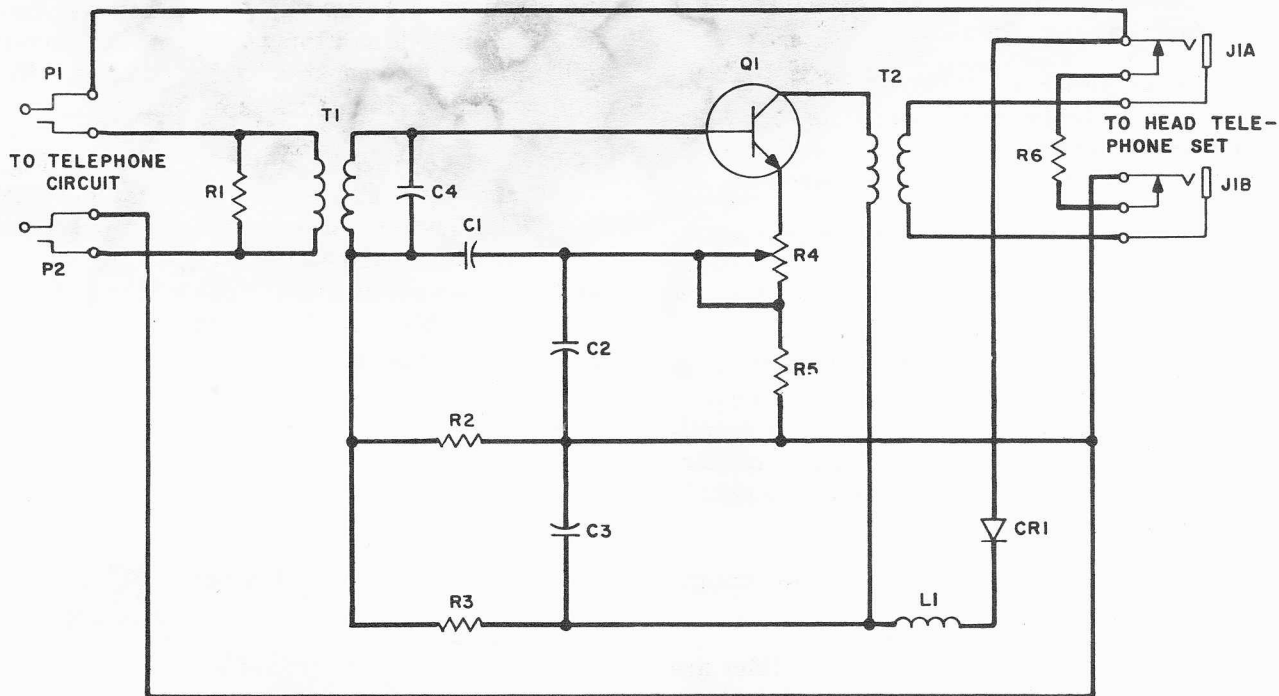 P1
Q1
T2
J1A
T1
TO HEAD TELE-
PHONE SET
TO TELEPHONE
CIRCUIT
R1
C4
R6
J1B
C1
R4
P2
C2
R5
R2
C3
CR1
R3
L1